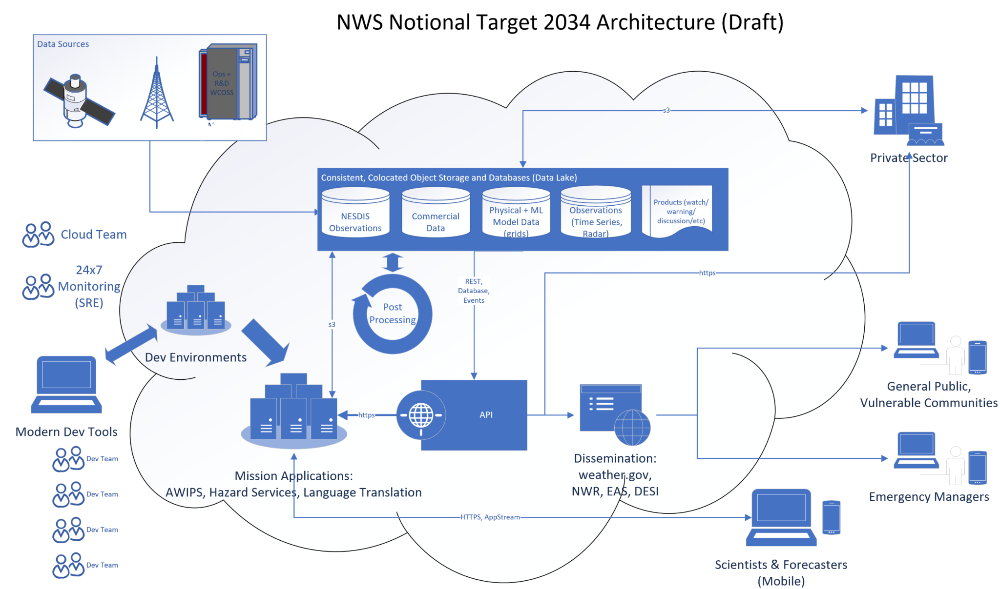 NWS Notional Target 2034 Architecture (Draft)
Data Sources
Ops +
R&D
WCOSS
s3
Private Sector
Consistent, Colocated Object Storage and Databases (Data Lake)
NESDIS
Observations
Commercial
Data
Physical + ML
Model Data
(grids)
Observations
(Time Series,
Radar)
Products (watch/
warning/
discussion/etc)
Cloud Team
24x7
Monitoring
(SRE)
https
REST,
Database,
Events
Post
Processing
s3
Dev Environments
Modern Dev Tools
Dev Team
Dev Team
Dev Team
Dev Team
https
API
Mission Applications:
AWIPS, Hazard Services, Language Translation
Dissemination:
weather.gov,
NWR, EAS, DESI
General Public,
Vulnerable Communities
Emergency Managers
HTTPS, AppStream
Scientists & Forecasters
(Mobile)